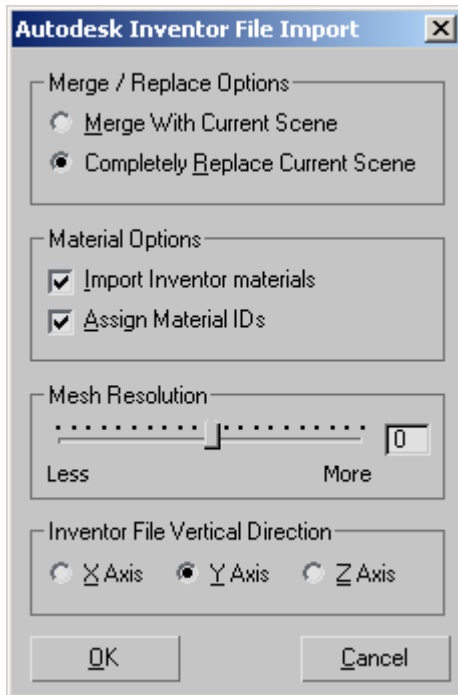 Autodesk Inventor File Import
Merge / Replace Options
Merge With Current Scene
Completely Replace Current Scene
Material Options
Import Inventor materials
Assign Material IDs
Mesh Resolution
0
Less More
Inventor File Vertical Direction
X Axis Y Axis Z Axis
OK Cancel